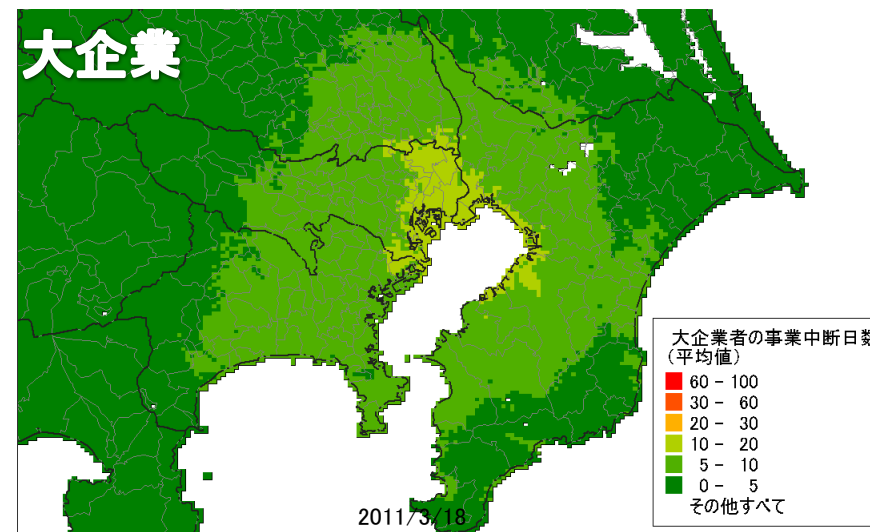 大企業
大企業者の事業中断日数
(平均値)
60 - 100
30 - 60
20 - 30
10 - 20
5 - 10
0 - 5
その他すべて
2011/3/18